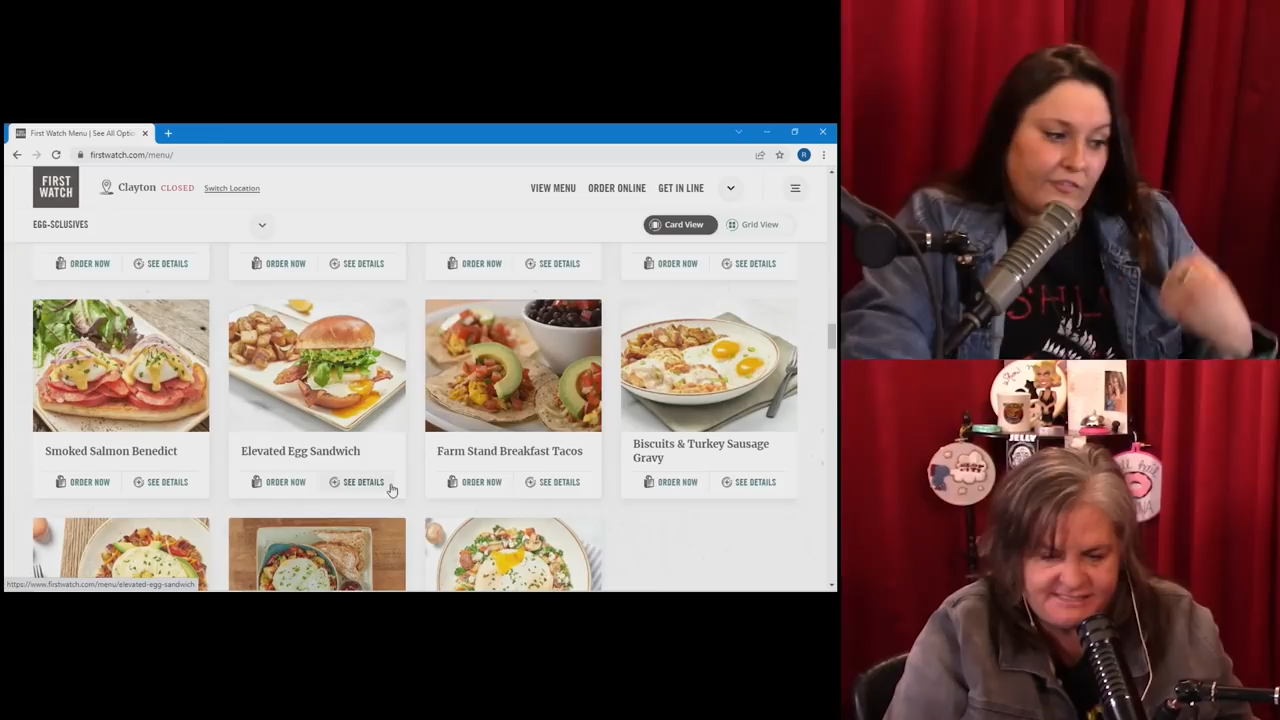 First Watch Menu | See All Optio
firstwatch.com/menu/
R
FIRST
WATCH
Clayton CLOSED Switch Location
VIEW MENU ORDER ONLINE GET IN LINE
EGG-SCLUSIVES
Card View Grid View
ORDER NOW SEE DETAILS ORDER NOW SEE DETAILS ORDER NOW SEE DETAILS ORDER NOW SEE DETAILS
Smoked Salmon Benedict
Elevated Egg Sandwich
Farm Stand Breakfast Tacos
Biscuits & Turkey Sausage
Gravy
ORDER NOW SEE DETAILS ORDER NOW SEE DETAILS ORDER NOW SEE DETAILS ORDER NOW SEE DETAILS
https://www.firstwatch.com/menu/elevated-egg-sandwich
JELLY